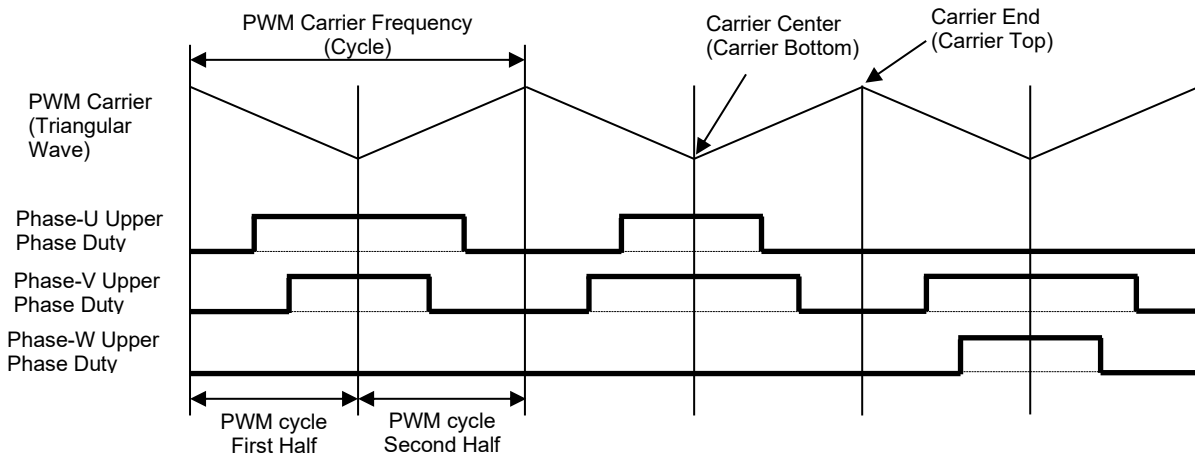 PWM Carrier Frequency
(Cycle)
Carrier Center
(Carrier Bottom)
Carrier End
(Carrier Top)
PWM Carrier
(Triangular
Wave)
Phase-U Upper
Phase Duty
Phase-V Upper
Phase Duty
Phase-W Upper
Phase Duty
PWM cycle
First Half
PWM cycle
Second Half